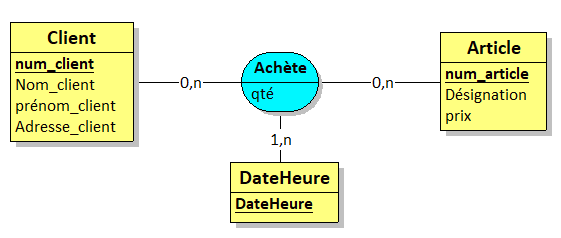 Client
num_client
Nom_client
prénom_client
Adresse_client
0,n
Achète
qté
0,n
Article
num_article
Désignation
prix
1,n
DateHeure
DateHeure